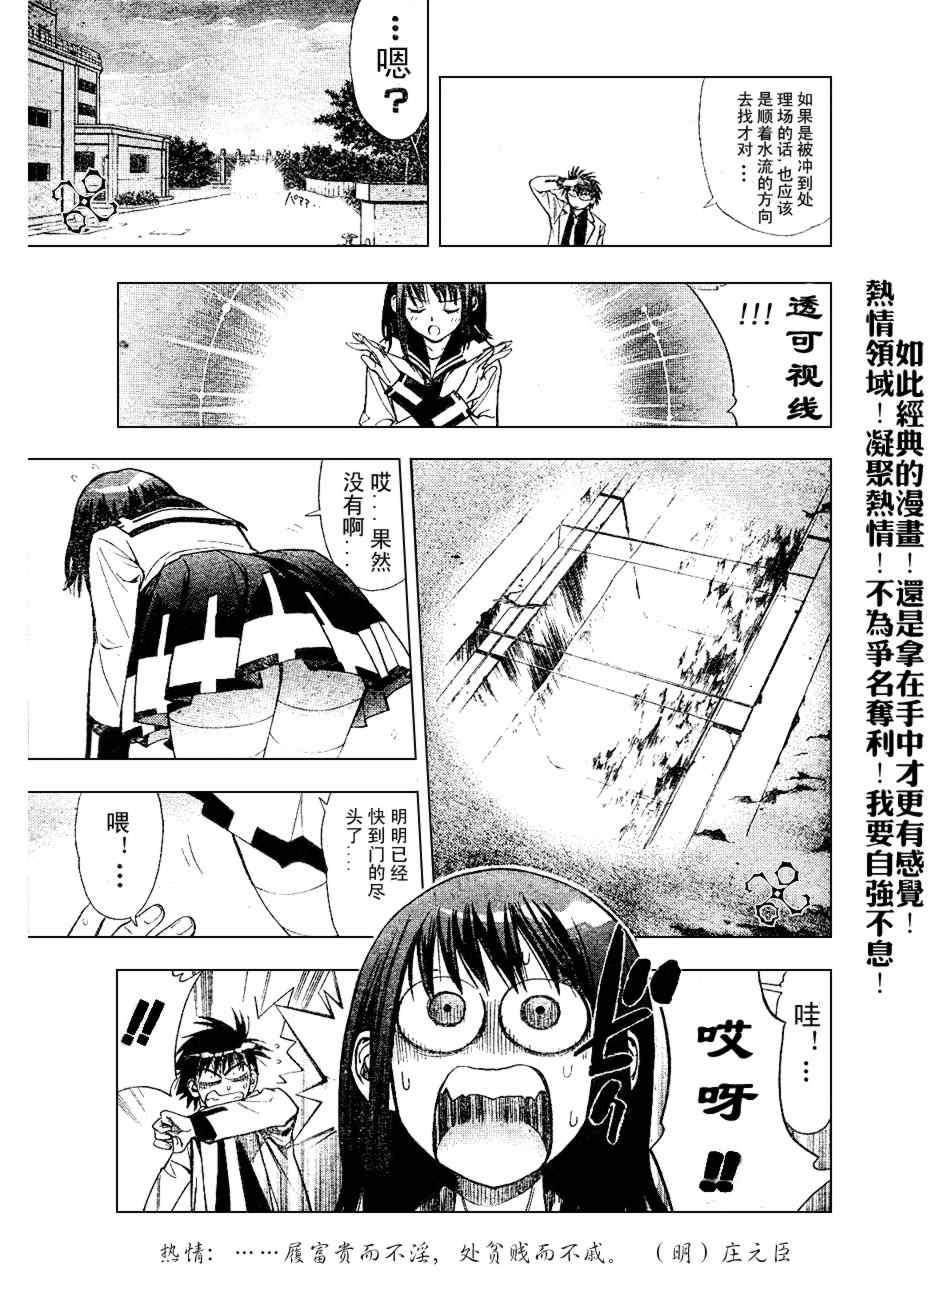 如果是被冲到处
理场的话.也应该
是顺着水流的方向
去找才对…
…嗯？
透可视线
!!!
哎…果然
没有啊…
明明已经
快到门的尽
头了…
喂！…
哇！…
哎呀!!
!!
如此經典的漫畫！還是拿在手中才更有感覺！
熱情領域！凝聚熱情！不為爭名奪利！我要自強不息！
热情：……履富贵而不淫，处贫贱而不戚。 （明）庄元臣